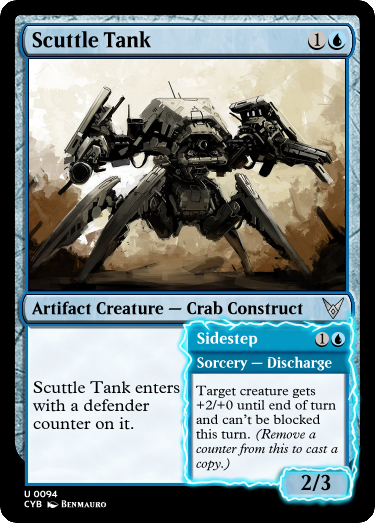 Scuttle Tank 1
Artifact Creature — Crab Construct
Scuttle Tank enters
with a defender
counter on it.
Sidestep 1
Sorcery — Discharge
Target creature gets
+2/+0 until end of turn
and can't be blocked
this turn. (Remove a
counter from this to cast a
copy.)
2/3
U 0094
CYB BENMAURO